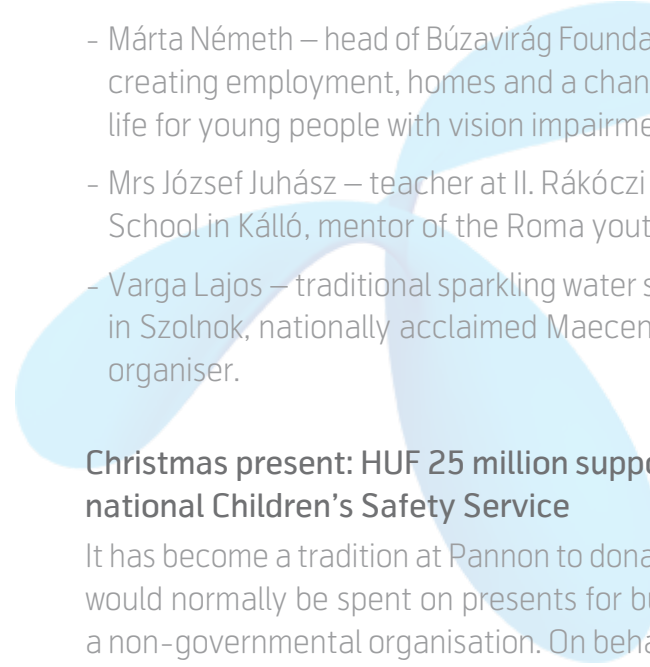 - Márta Németh – head of Búzavirág Founda
creating employment, homes and a chan
life for young people with vision impairme
- Mrs József Juhász – teacher at II. Rákóczi
School in Kálló, mentor of the Roma yout
- Varga Lajos – traditional sparkling water s
in Szolnok, nationally acclaimed Maecen
organiser.
Christmas present: HUF 25 million suppo
national Children's Safety Service
It has become a tradition at Pannon to dona
would normally be spent on presents for bu
a non-governmental organisation. On beha